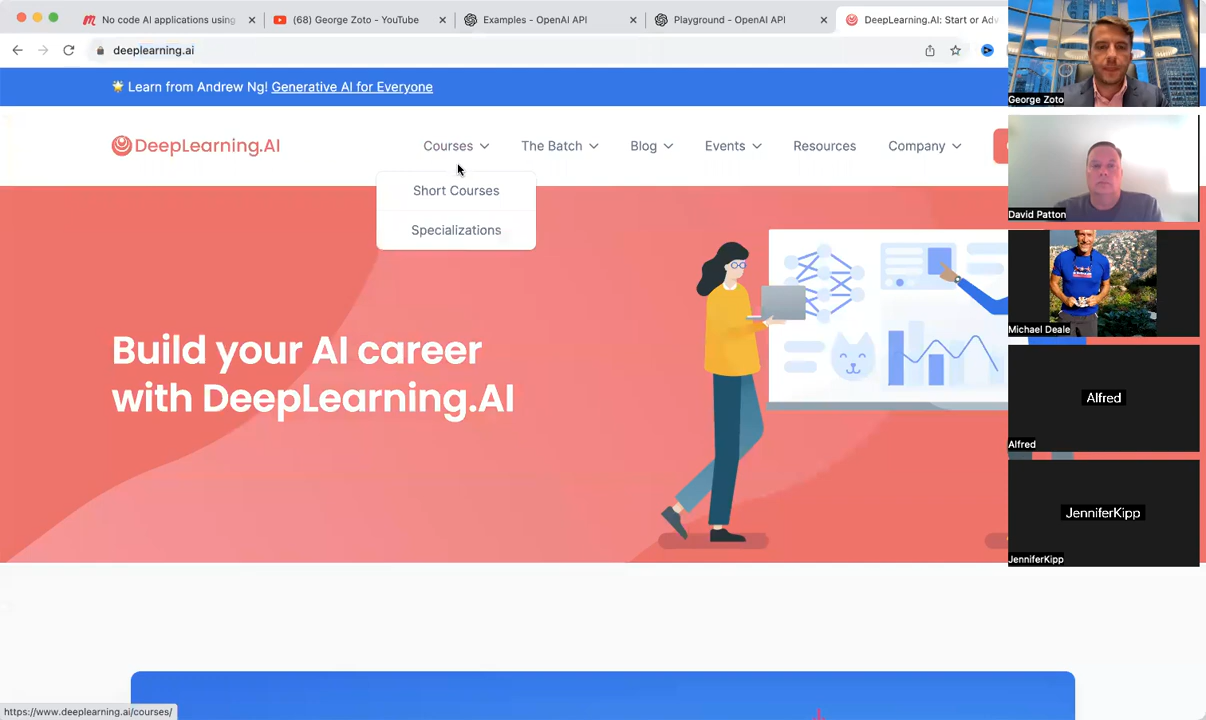 No code AI applications using
(68) George Zoto - YouTube
Examples - OpenAI API
Playground - OpenAI API
DeepLearning.AI: Start or Adv
deeplearning.ai
🌟 Learn from Andrew Ng! Generative AI for Everyone
DeepLearning.AI
Courses
The Batch
Blog
Events
Resources
Company
Short Courses
Specializations
Build your AI career
with DeepLearning.AI
George Zoto
David Patton
Michael Deale
Alfred
Alfred
JenniferKipp
JenniferKipp
https://www.deeplearning.ai/courses/